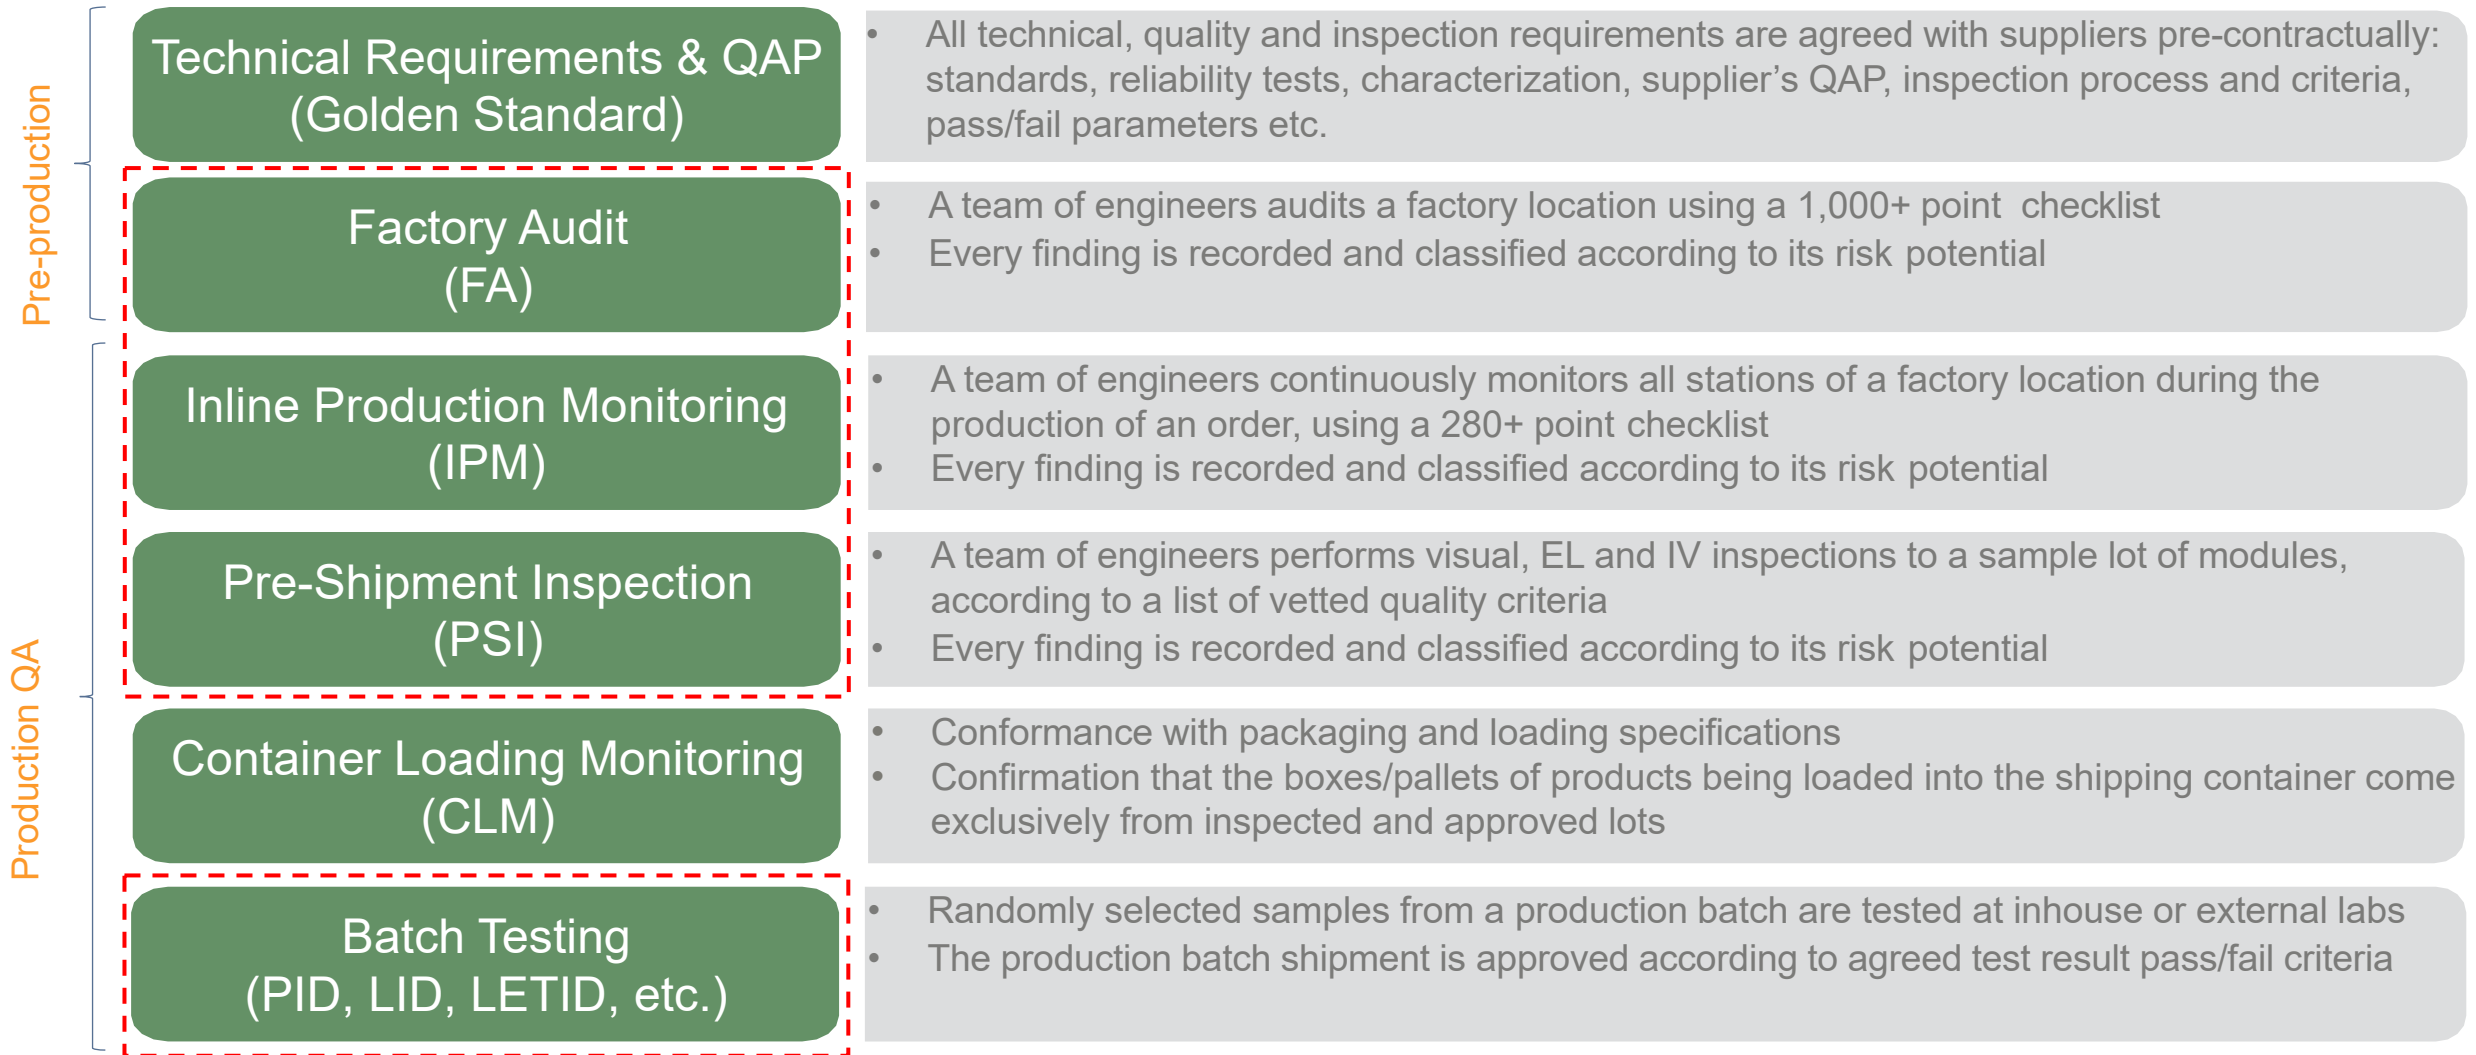 Pre-production
Technical Requirements & QAP
(Golden Standard)
• All technical, quality and inspection requirements are agreed with suppliers pre-contractually:
standards, reliability tests, characterization, supplier’s QAP, inspection process and criteria,
pass/fail parameters etc.
Factory Audit
(FA)
• A team of engineers audits a factory location using a 1,000+ point checklist
• Every finding is recorded and classified according to its risk potential
Production QA
Inline Production Monitoring
(IPM)
• A team of engineers continuously monitors all stations of a factory location during the
production of an order, using a 280+ point checklist
• Every finding is recorded and classified according to its risk potential
Pre-Shipment Inspection
(PSI)
• A team of engineers performs visual, EL and IV inspections to a sample lot of modules,
according to a list of vetted quality criteria
• Every finding is recorded and classified according to its risk potential
Container Loading Monitoring
(CLM)
• Conformance with packaging and loading specifications
• Confirmation that the boxes/pallets of products being loaded into the shipping container come
exclusively from inspected and approved lots
Batch Testing
(PID, LID, LETID, etc.)
• Randomly selected samples from a production batch are tested at inhouse or external labs
• The production batch shipment is approved according to agreed test result pass/fail criteria